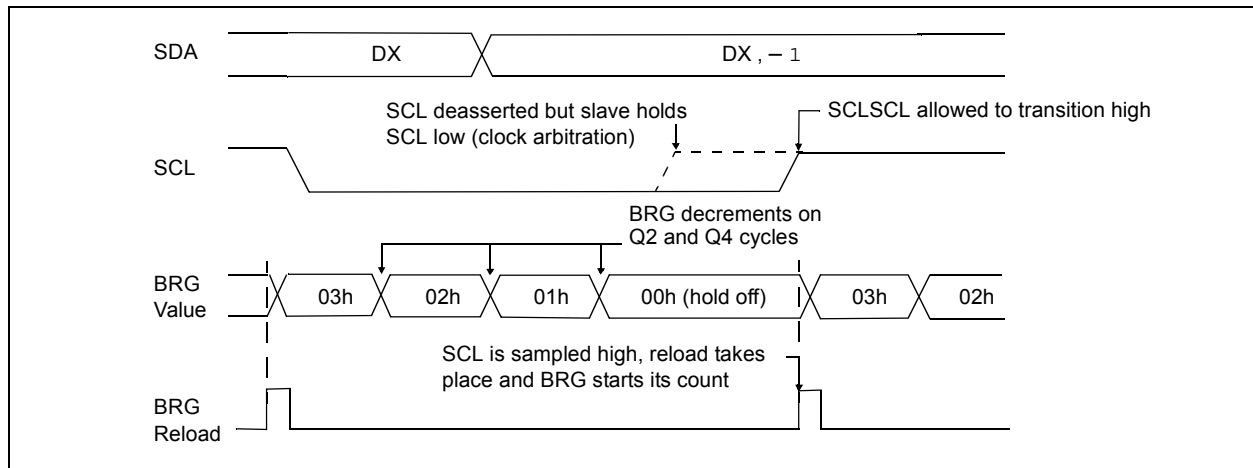 SDA
DX
DX , – 1
SCL deasserted but slave holds
SCL low (clock arbitration)
SCLSCL allowed to transition high
SCL
BRG decrements on
Q2 and Q4 cycles
BRG
Value
03h
02h
01h
00h (hold off)
03h
02h
SCL is sampled high, reload takes
place and BRG starts its count
BRG
Reload